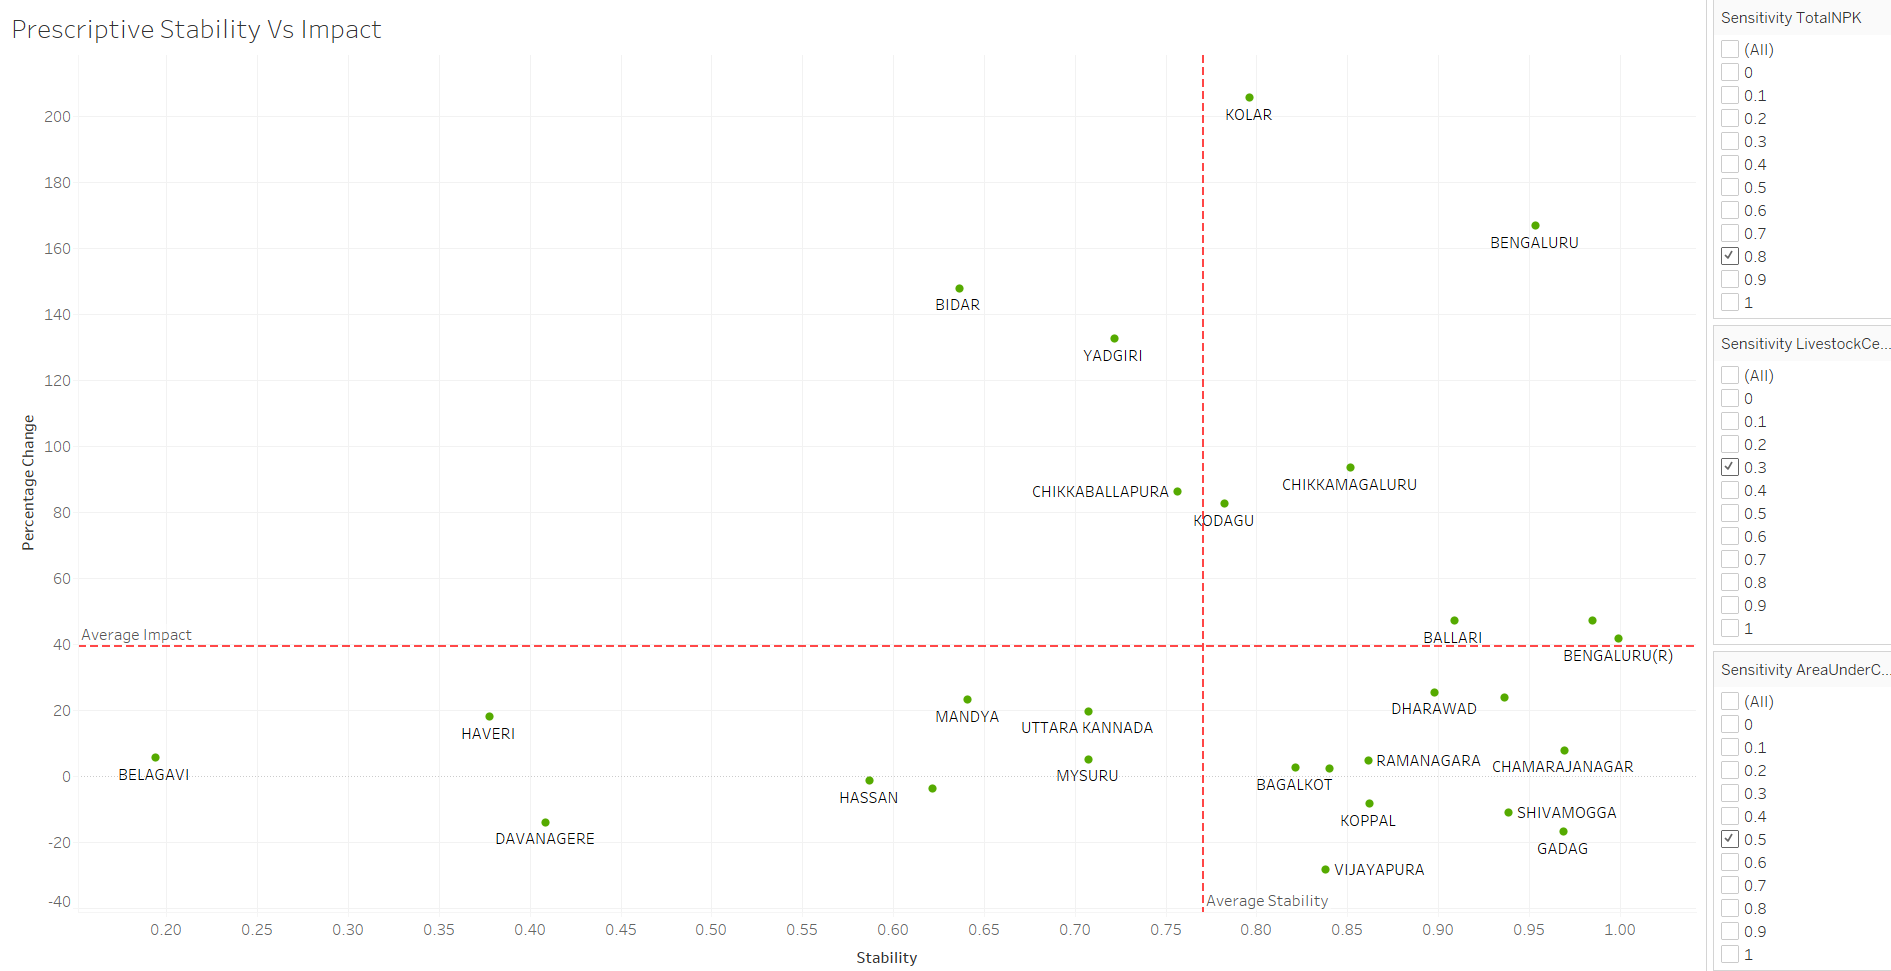 Prescriptive Stability Vs Impact
200
180
160
140
120
100
80
60
40
20
0
-20
-40
Percentage Change
KOLAR
BENGALURU
BIDAR
YADGIRI
CHIKKAMAGALURU
CHIKKABALLAPURA
KODAGU
Average Impact
BALLARI
BENGALURU(R)
DHARAWAD
MANDYA
UTTARA KANNADA
HAVERI
RAMANAGARA
CHAMARAJANAGAR
BELAGAVI
MYSURU
BAGALKOT
HASSAN
SHIVAMOGGA
KOPPAL
DAVANAGERE
GADAG
VIJAYAPURA
Average Stability
0.20 0.25 0.30 0.35 0.40 0.45 0.50 0.55 0.60 0.65 0.70 0.75 0.80 0.85 0.90 0.95 1.00
Stability
Sensitivity TotalNPK
(All)
0
0.1
0.2
0.3
0.4
0.5
0.6
0.7
0.8
0.9
1
Sensitivity LivestockCe...
(All)
0
0.1
0.2
0.3
0.4
0.5
0.6
0.7
0.8
0.9
1
Sensitivity AreaUnderC...
(All)
0
0.1
0.2
0.3
0.4
0.5
0.6
0.7
0.8
0.9
1